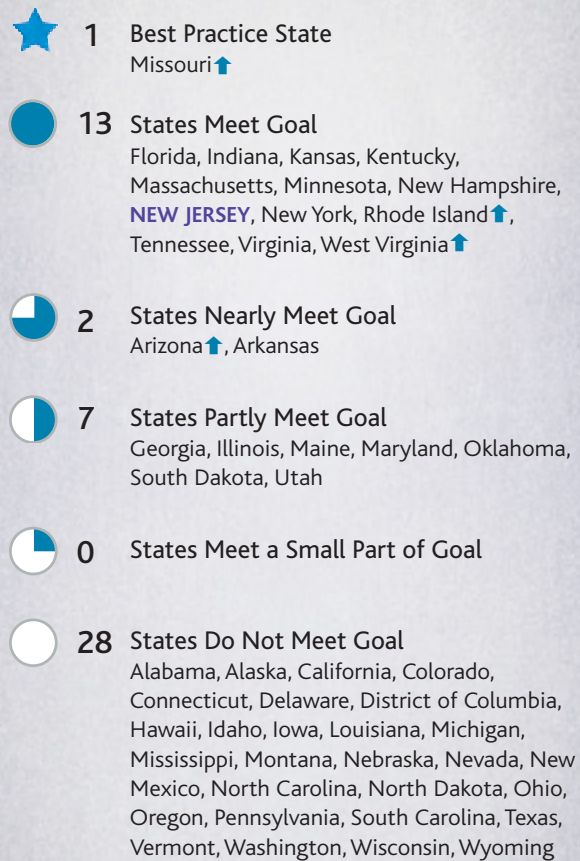 1 Best Practice State
Missouri⬆
13 States Meet Goal
Florida, Indiana, Kansas, Kentucky,
Massachusetts, Minnesota, New Hampshire,
NEW JERSEY, New York, Rhode Island⬆,
Tennessee, Virginia, West Virginia⬆
2 States Nearly Meet Goal
Arizona⬆, Arkansas
7 States Partly Meet Goal
Georgia, Illinois, Maine, Maryland, Oklahoma,
South Dakota, Utah
0 States Meet a Small Part of Goal
28 States Do Not Meet Goal
Alabama, Alaska, California, Colorado,
Connecticut, Delaware, District of Columbia,
Hawaii, Idaho, Iowa, Louisiana, Michigan,
Mississippi, Montana, Nebraska, Nevada, New
Mexico, North Carolina, North Dakota, Ohio,
Oregon, Pennsylvania, South Carolina, Texas,
Vermont, Washington, Wisconsin, Wyoming